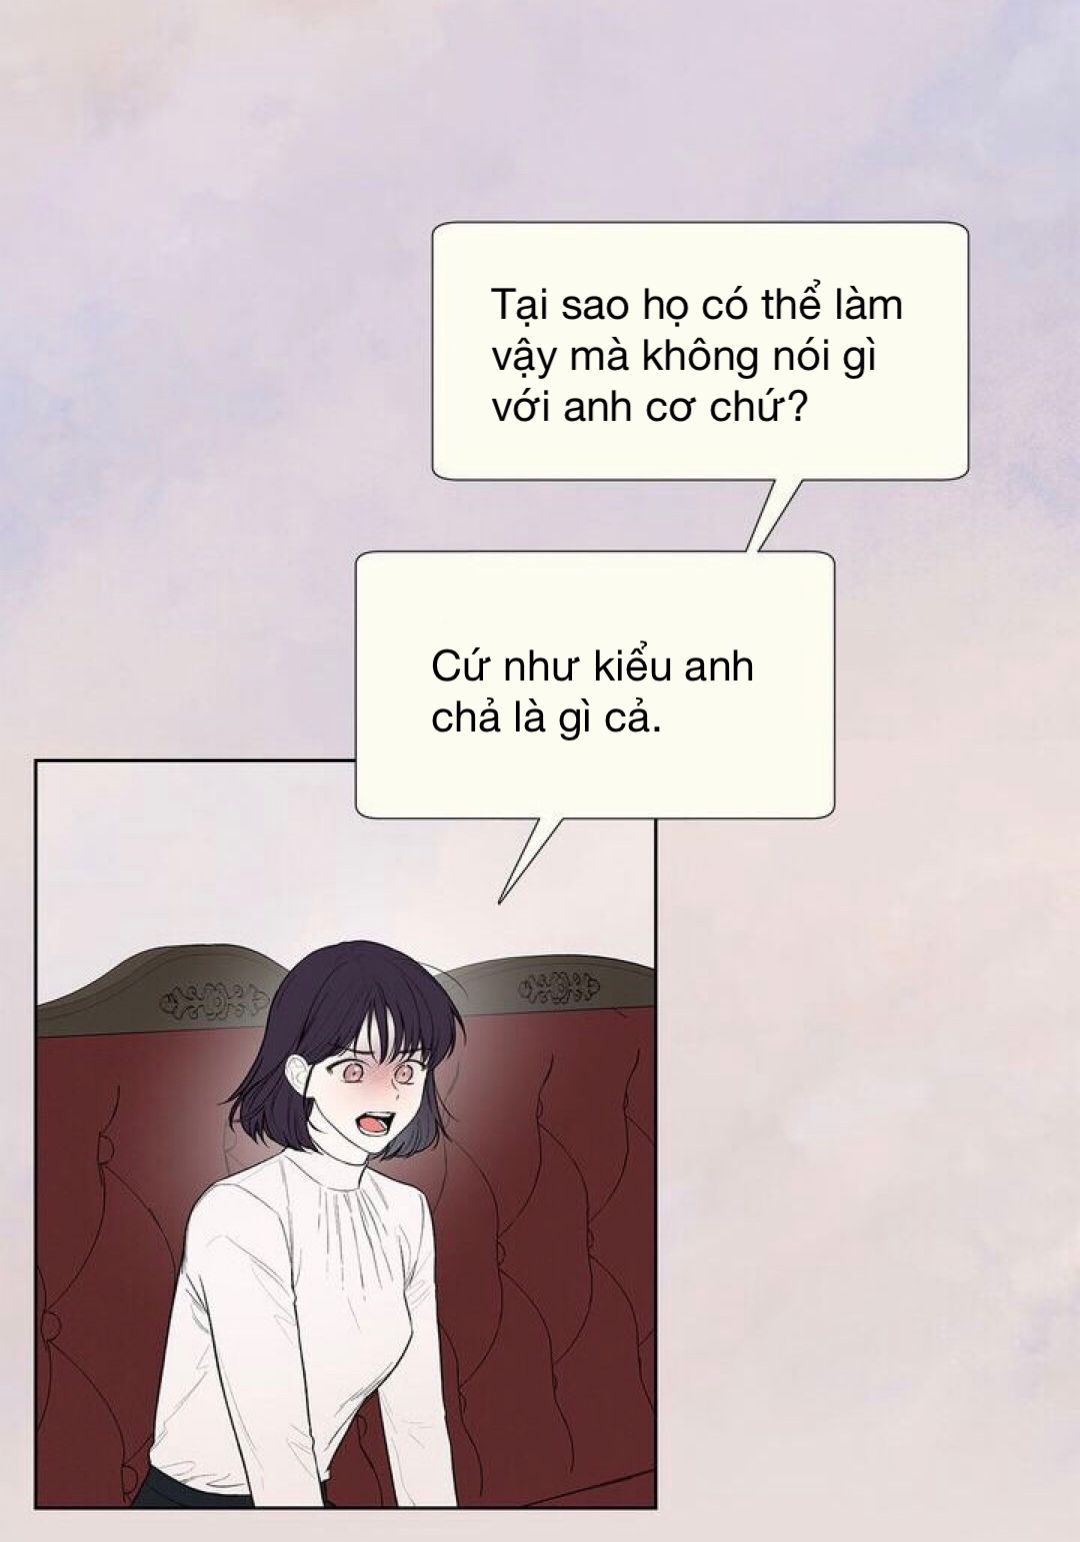 Tại sao họ có thể làm
vậy mà không nói gì
với anh cơ chứ?
Cứ như kiểu anh
chả là gì cả.